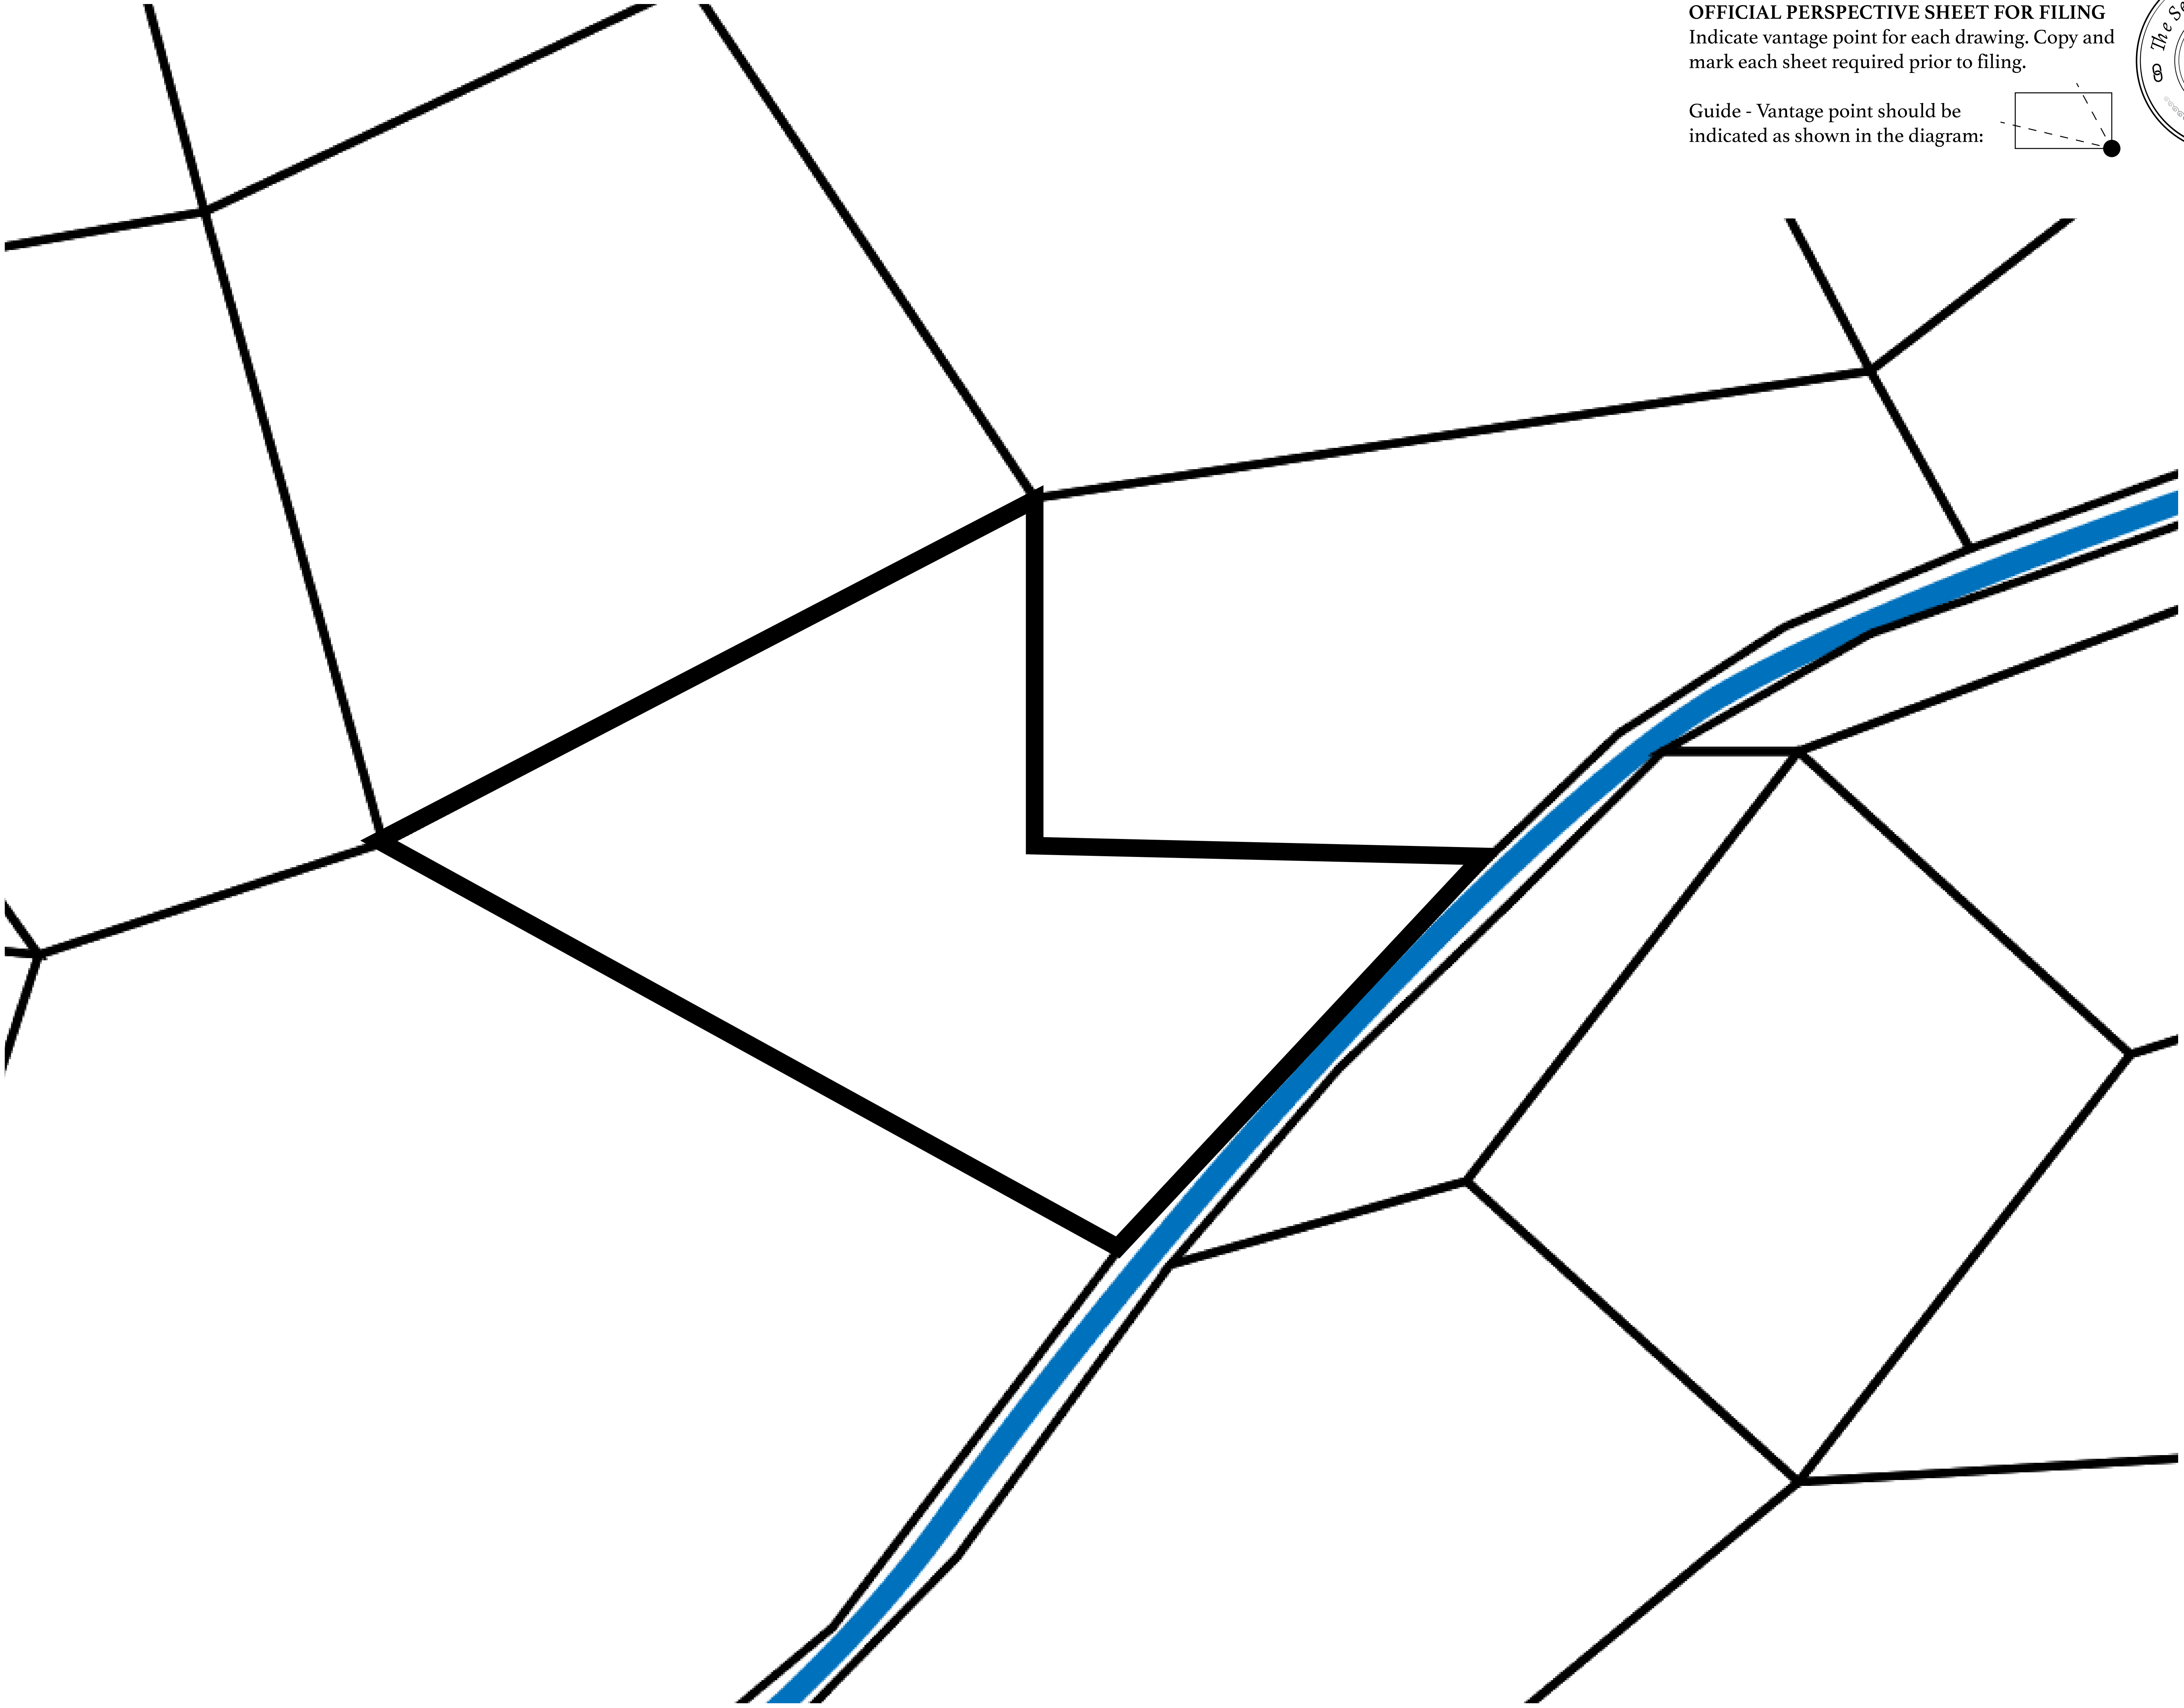 OFFICIAL PERSPECTIVE SHEET FOR FILING
Indicate vantage point for each drawing. Copy and
mark each sheet required prior to filing.
Guide - Vantage point should be
indicated as shown in the diagram:
The